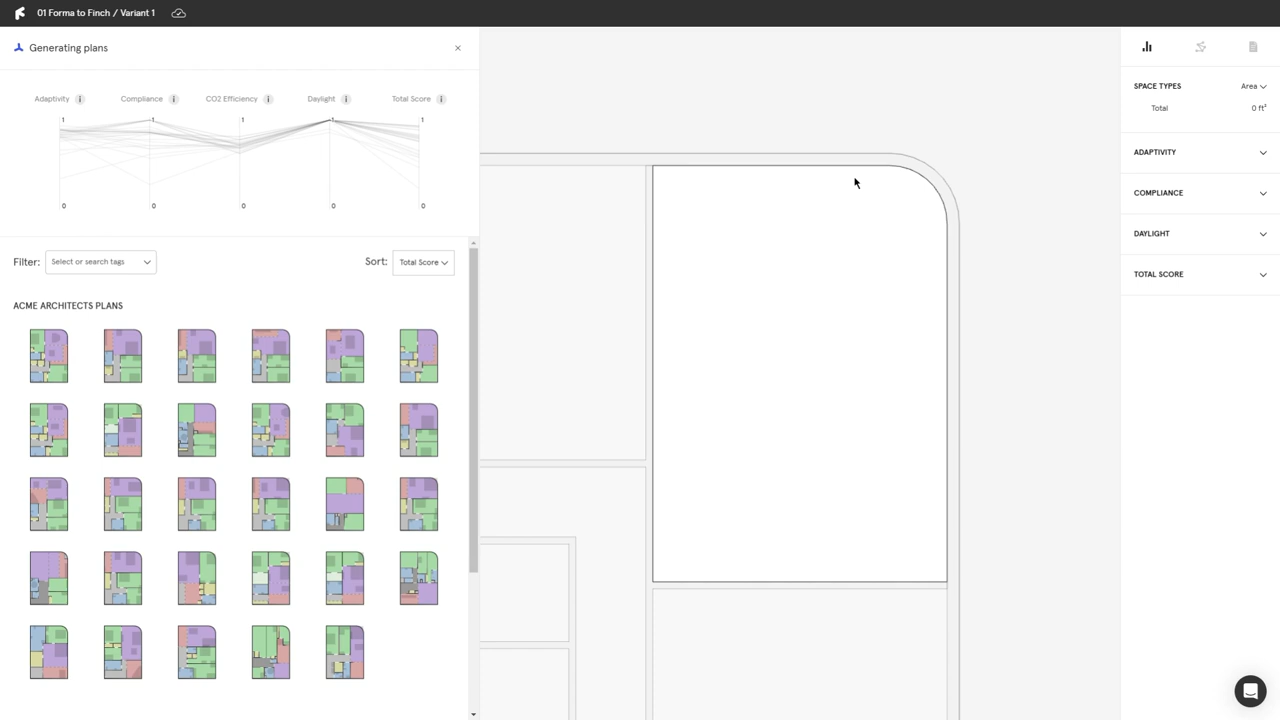 01 Forma to Finch / Variant 1
Generating plans
Adaptivity i Compliance i CO2 Efficiency i Daylight i Total Score i
1 1 1 1 1
0 0 0 0 0
Filter: Select or search tags Sort: Total Score
ACME ARCHITECTS PLANS
SPACE TYPES Area
Total 0 ft²
ADAPTIVITY
COMPLIANCE
DAYLIGHT
TOTAL SCORE